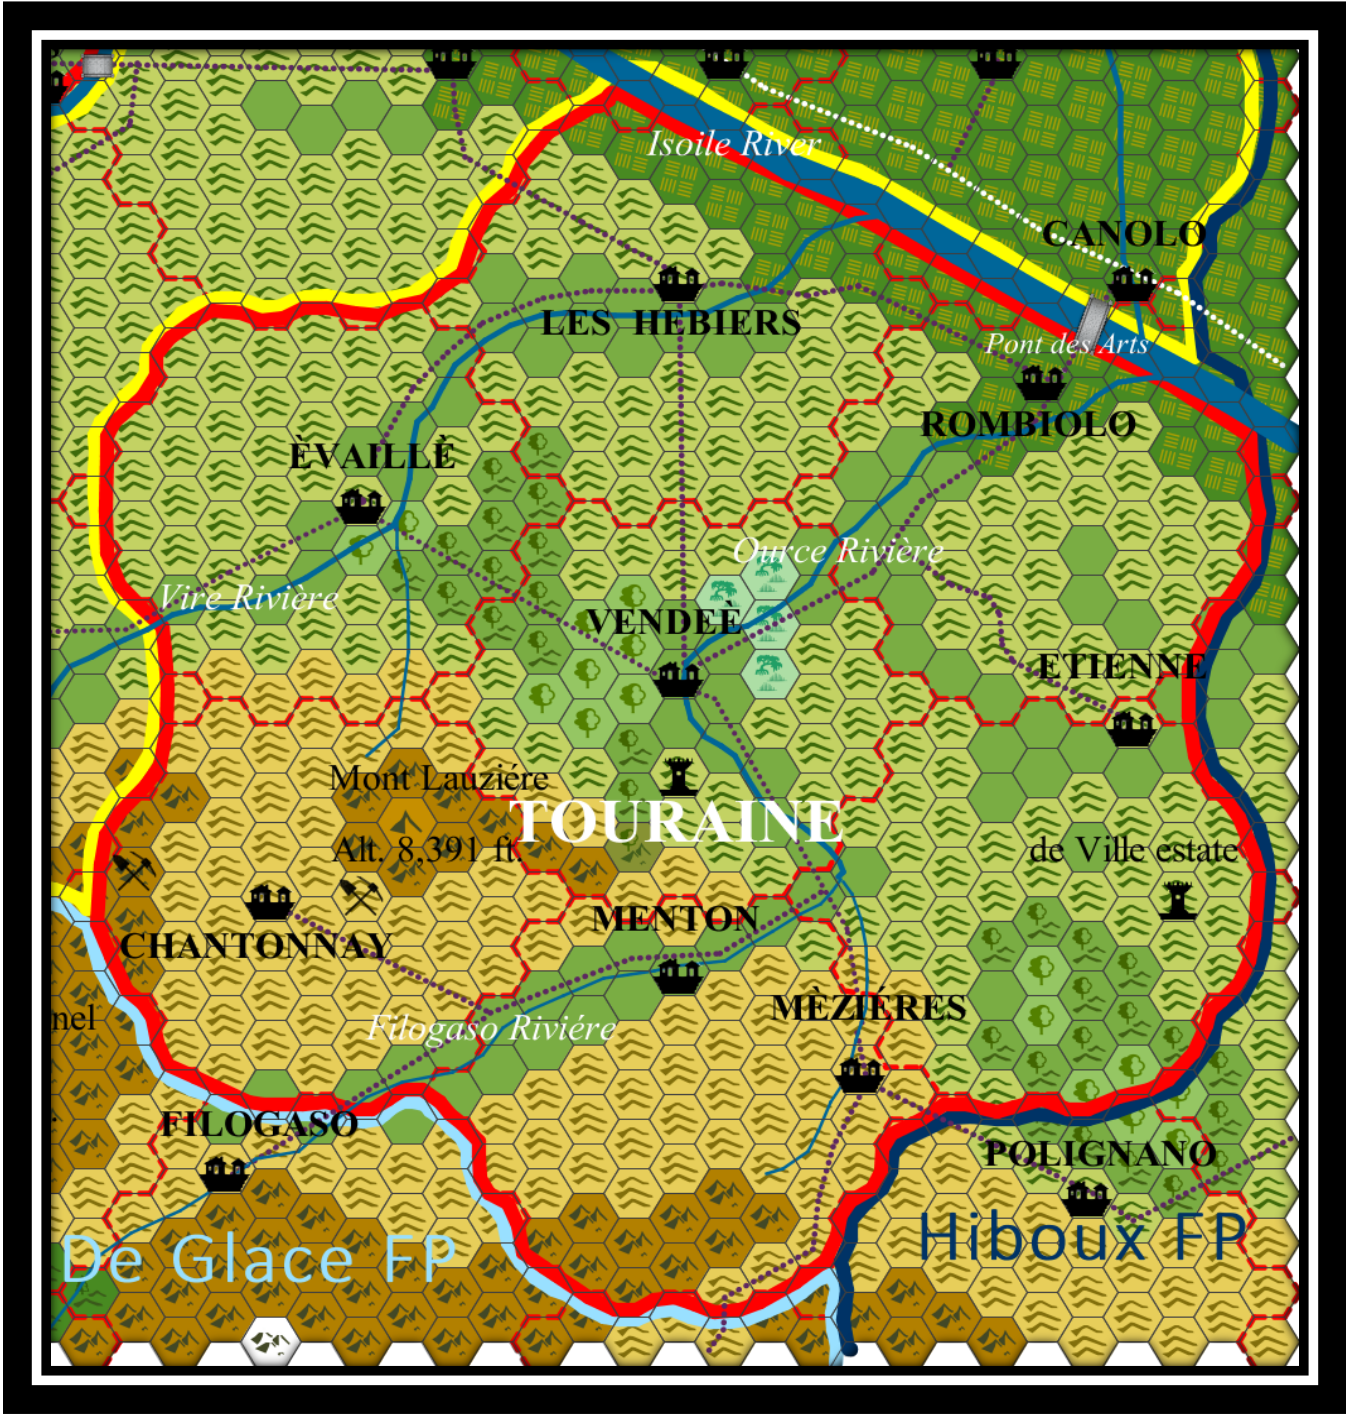 Isoile River
CANOLO
LES HEBIERS
Pont des Arts
ROMBIOLO
ÈVAILLÈ
Ource Rivière
Vire Rivière
VENDEÈ
ETIENNE
Mont Lauziére
TOURAINE
Alt. 8,391 ft.
de Ville estate
MENTON
CHANTONNAY
MÈZIÉRES
nel
Filogaso Riviére
FILOGASO
POLIGNANO
Hiboux FP
De Glace FP